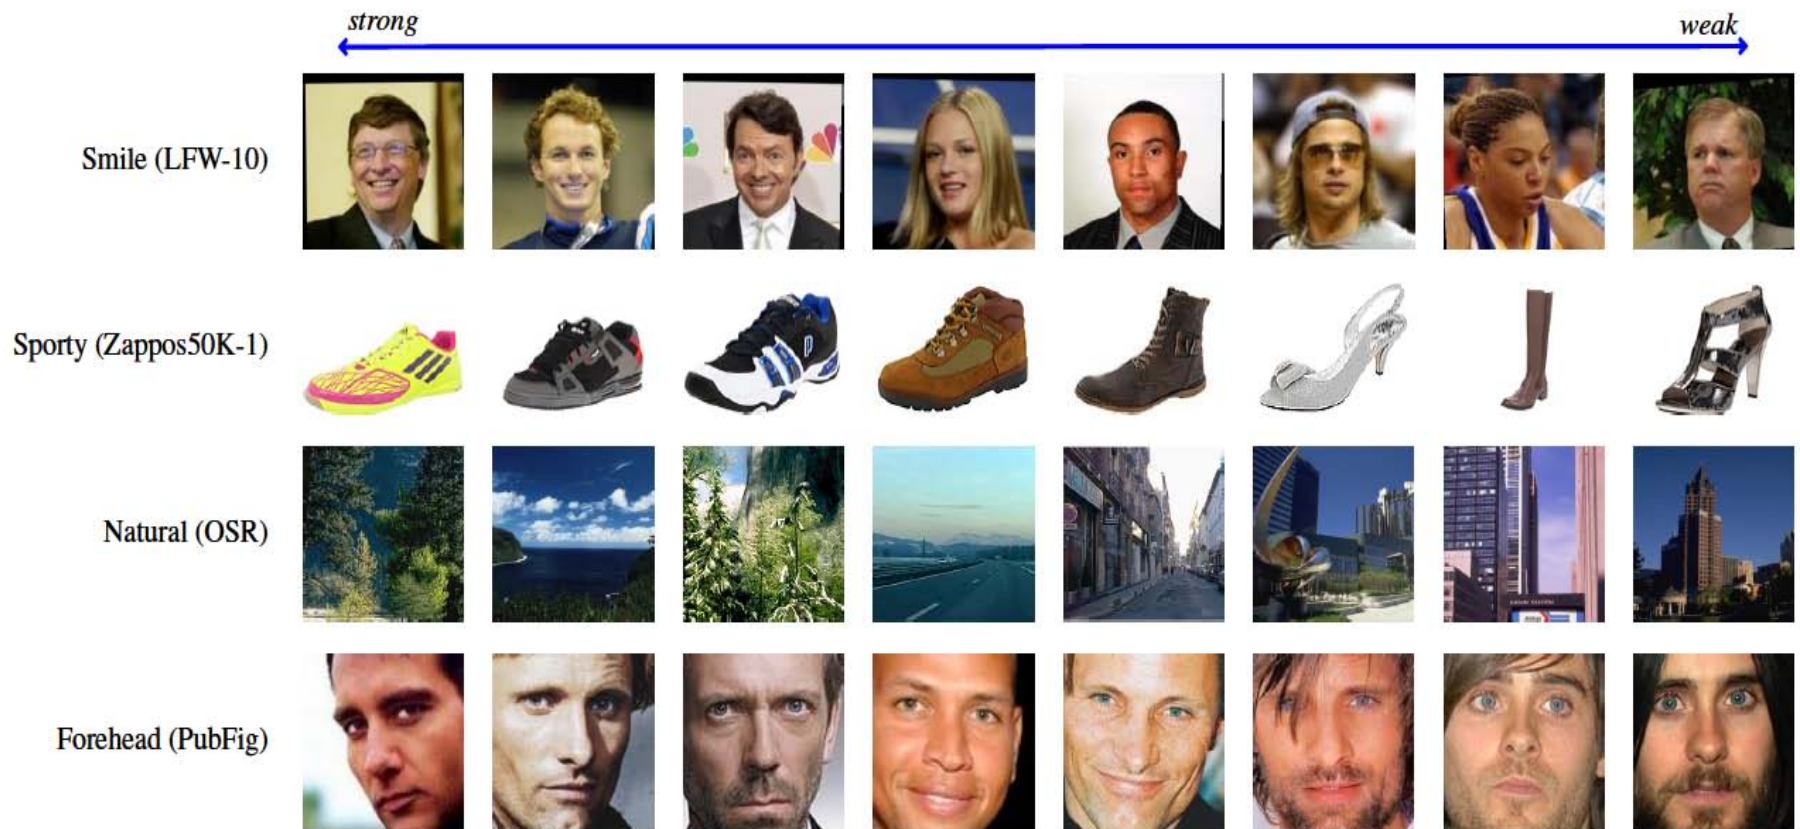 strong weak
Smile (LFW-10)
Sporty (Zappos50K-1)
Natural (OSR)
Forehead (PubFig)